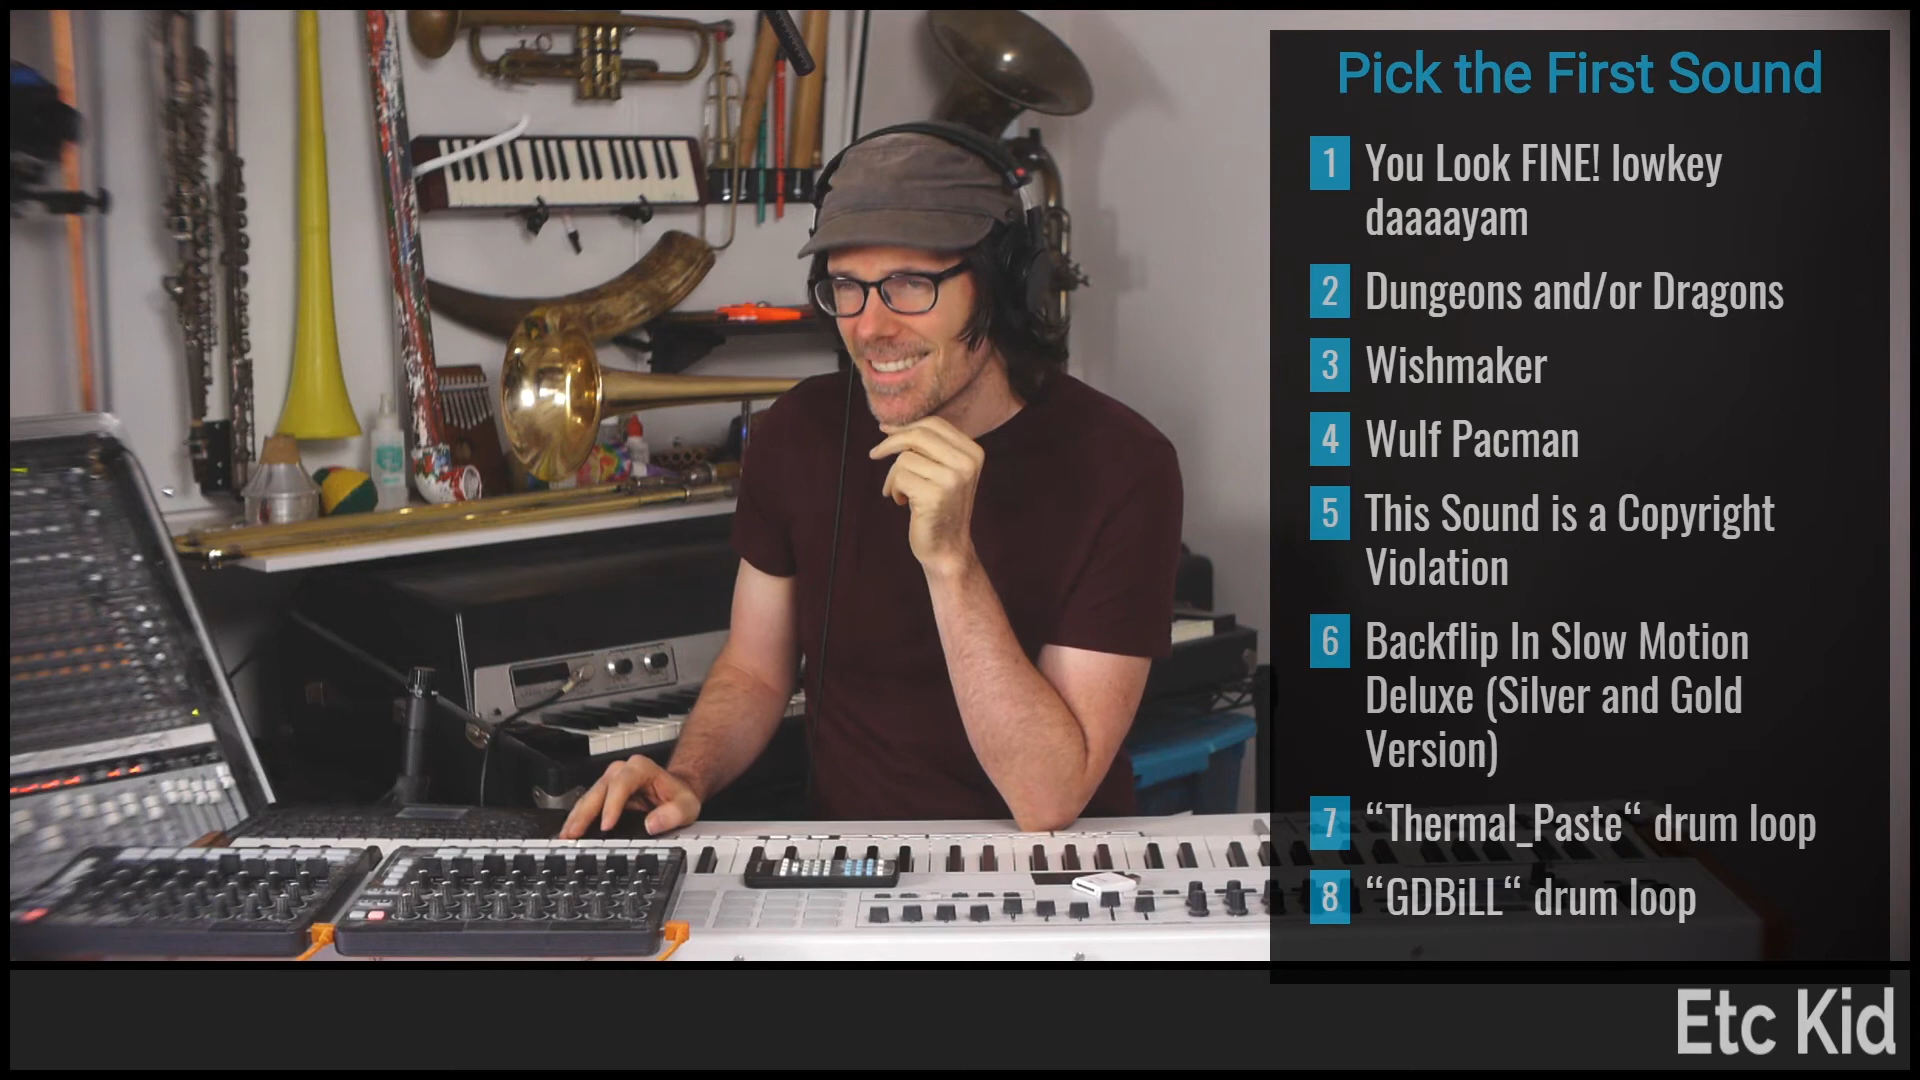 Pick the First Sound
1 You Look FINE! lowkey
daaaayam
2 Dungeons and/or Dragons
3 Wishmaker
4 Wulf Pacman
5 This Sound is a Copyright
Violation
6 Backflip In Slow Motion
Deluxe (Silver and Gold
Version)
7 “Thermal_Paste“ drum loop
8 “GDBiLL“ drum loop
Etc Kid